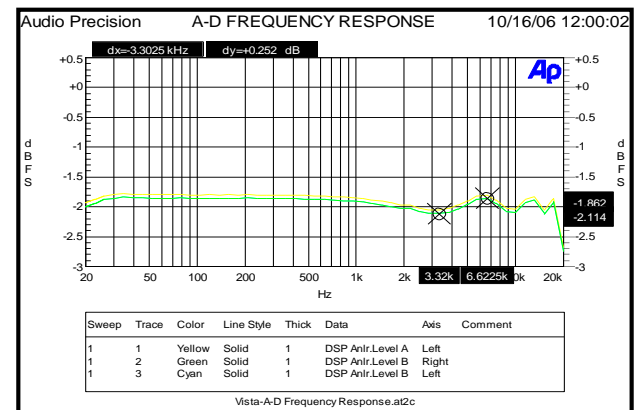 Audio Precision A-D FREQUENCY RESPONSE 10/16/06 12:00:02
dx=-3.3025 kHz dy=+0.252 dB
Ap
+0.5 +0.5
+0 +0
-0.5 -0.5
-1 -1
-1.5 -1.5
-2 -1.862
-2.114
-2.5 -2.5
-3 -3
d B F S
d B F S
20 50 100 200 500 1k 2k 3.32k 6.6225k 0k 20k
Hz
Sweep Trace Color Line Style Thick Data Axis Comment
1 1 Yellow Solid 1 DSP Anlr.Level A Left
1 2 Green Solid 1 DSP Anlr.Level B Right
1 3 Cyan Solid 1 DSP Anlr.Level B Left
Vista-A-D Frequency Response.at2c